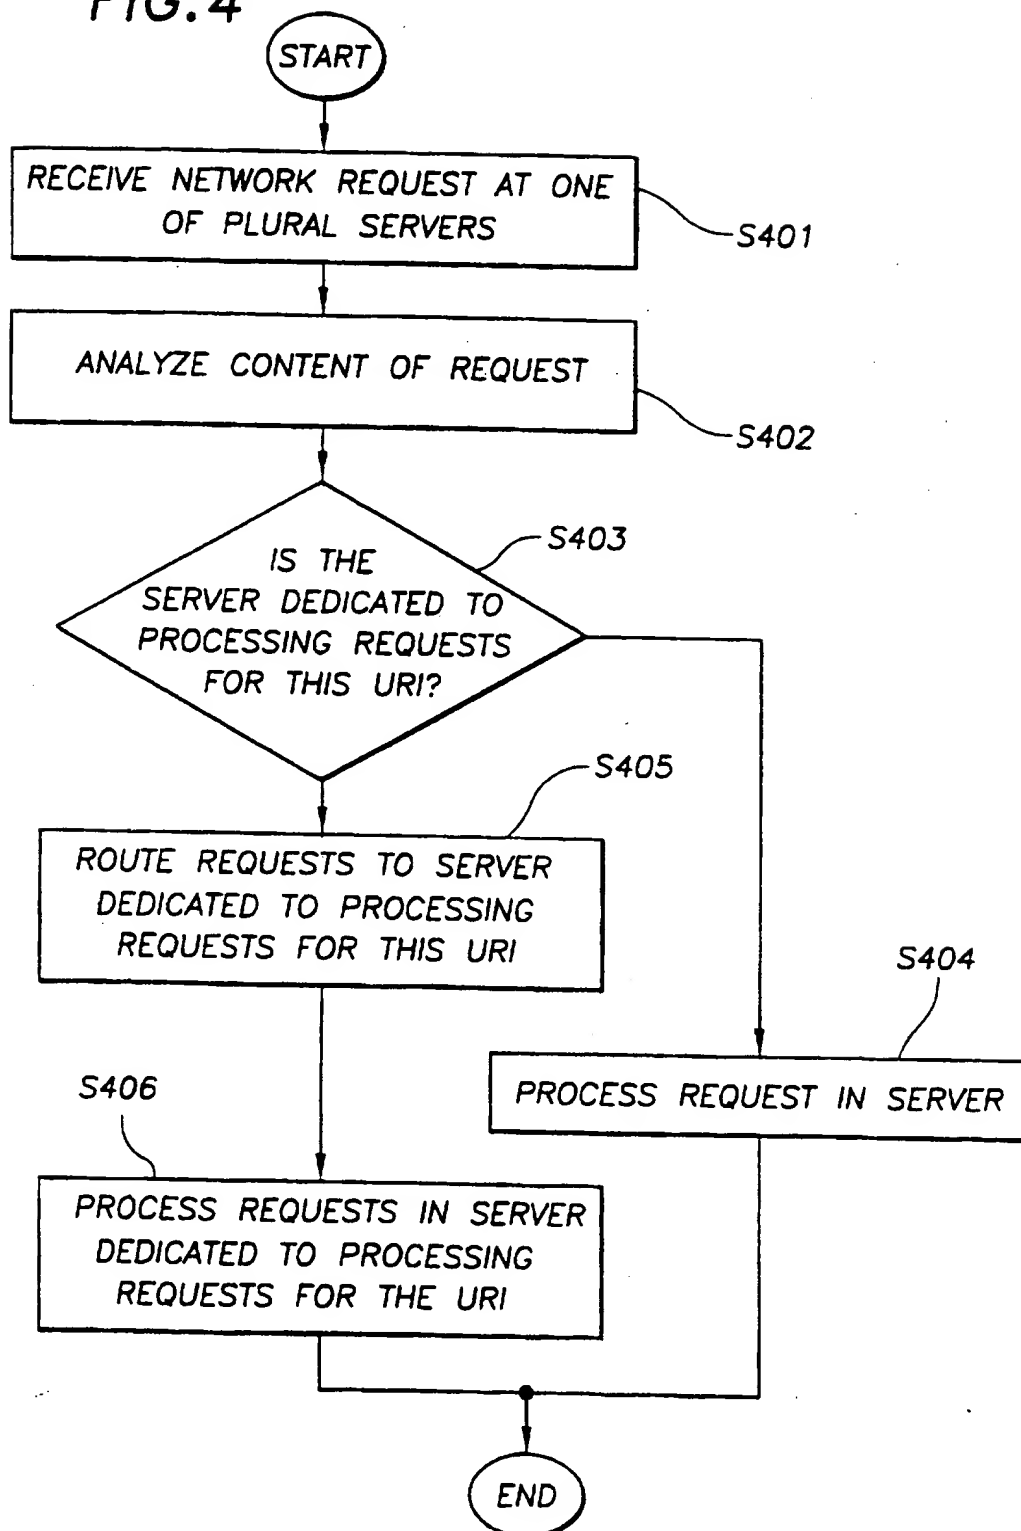 FIG. 4
START
RECEIVE NETWORK REQUEST AT ONE
OF PLURAL SERVERS
S401
ANALYZE CONTENT OF REQUEST
S402
S403
IS THE
SERVER DEDICATED TO
PROCESSING REQUESTS
FOR THIS URI?
S405
ROUTE REQUESTS TO SERVER
DEDICATED TO PROCESSING
REQUESTS FOR THIS URI
S404
PROCESS REQUEST IN SERVER
S406
PROCESS REQUESTS IN SERVER
DEDICATED TO PROCESSING
REQUESTS FOR THE URI
END